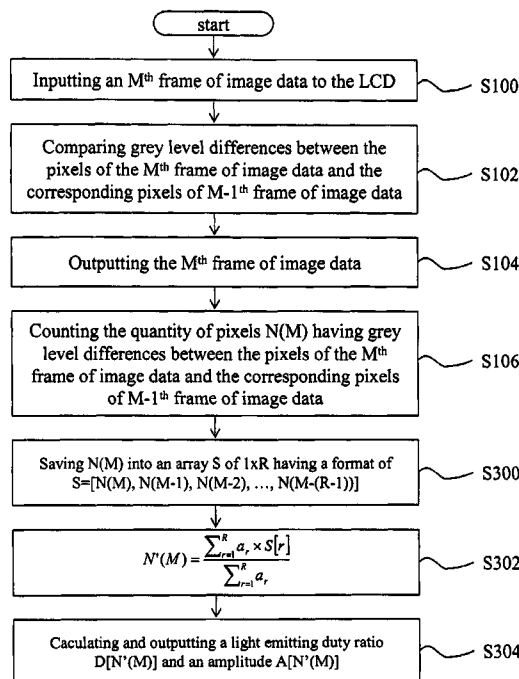 start
Inputting an Mth frame of image data to the LCD
S100
Comparing grey level differences between the
pixels of the Mth frame of image data and the
corresponding pixels of M-1th frame of image data
S102
Outputting the Mth frame of image data
S104
Counting the quantity of pixels N(M) having grey
level differences between the pixels of the Mth
frame of image data and the corresponding pixels
of M-1th frame of image data
S106
Saving N(M) into an array S of 1xR having a format of
S=[N(M), N(M-1), N(M-2), …, N(M-(R-1))]
S300
N'(M) = \frac{\sum_{r=1}^{R} a_r × S[r]}{\sum_{r=1}^{R} a_r}
S302
Caculating and outputting a light emitting duty ratio
D[N'(M)] and an amplitude A[N'(M)]
S304